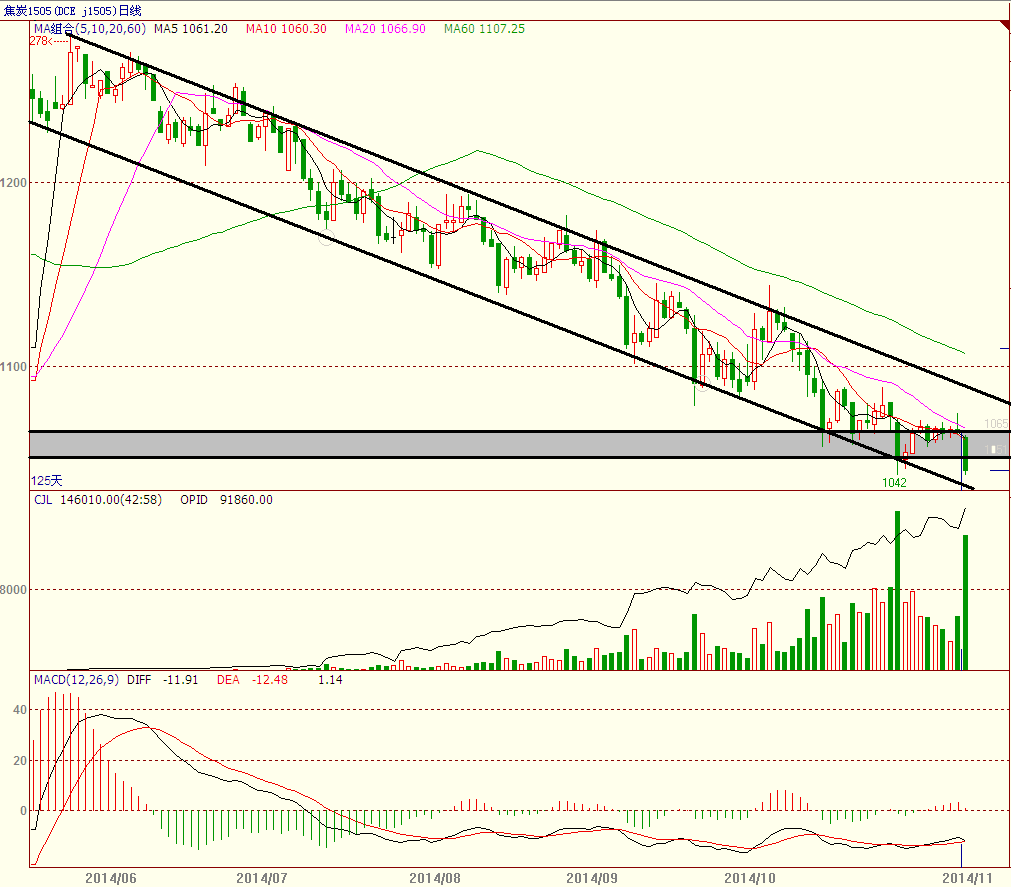 焦炭1505(DCE j1505)日线
MA组合(5,10,20,60) MA5 1061.20 MA10 1060.30 MA20 1066.90 MA60 1107.25
278
1200
1100
1065
1042
125天
CJL 146010.00(42:58) OPID 91860.00
8000
MACD(12,26,9) DIFF -11.91 DEA -12.48 1.14
40
20
0
2014/06 2014/07 2014/08 2014/09 2014/10 2014/11